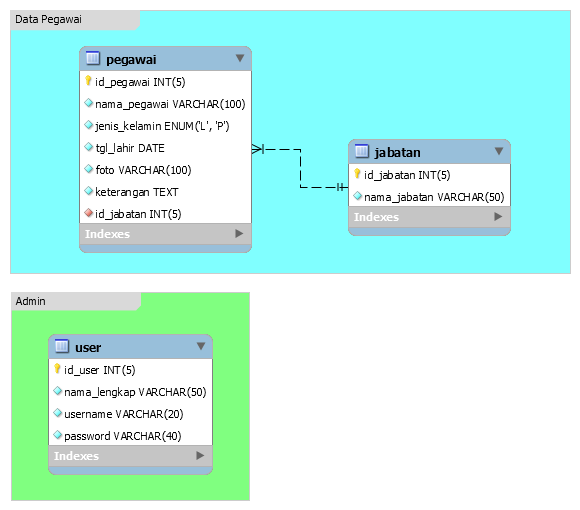 Data Pegawai
pegawai
id_pegawai INT(5)
nama_pegawai VARCHAR(100)
jenis_kelamin ENUM('L', 'P')
tgl_lahir DATE
foto VARCHAR(100)
keterangan TEXT
id_jabatan INT(5)
Indexes
jabatan
id_jabatan INT(5)
nama_jabatan VARCHAR(50)
Indexes
Admin
user
id_user INT(5)
nama_lengkap VARCHAR(50)
username VARCHAR(20)
password VARCHAR(40)
Indexes